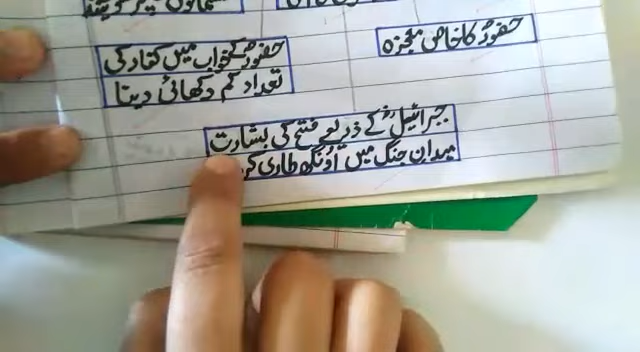 حضورؐ کا خاص معجزہ
حضورؐ کے خواب میں کفار کی
تعداد کم دکھائی دینا
جبرائیلؑ کے ذریعے فتح کی بشارت
میدان جنگ میں اونگھ طاری